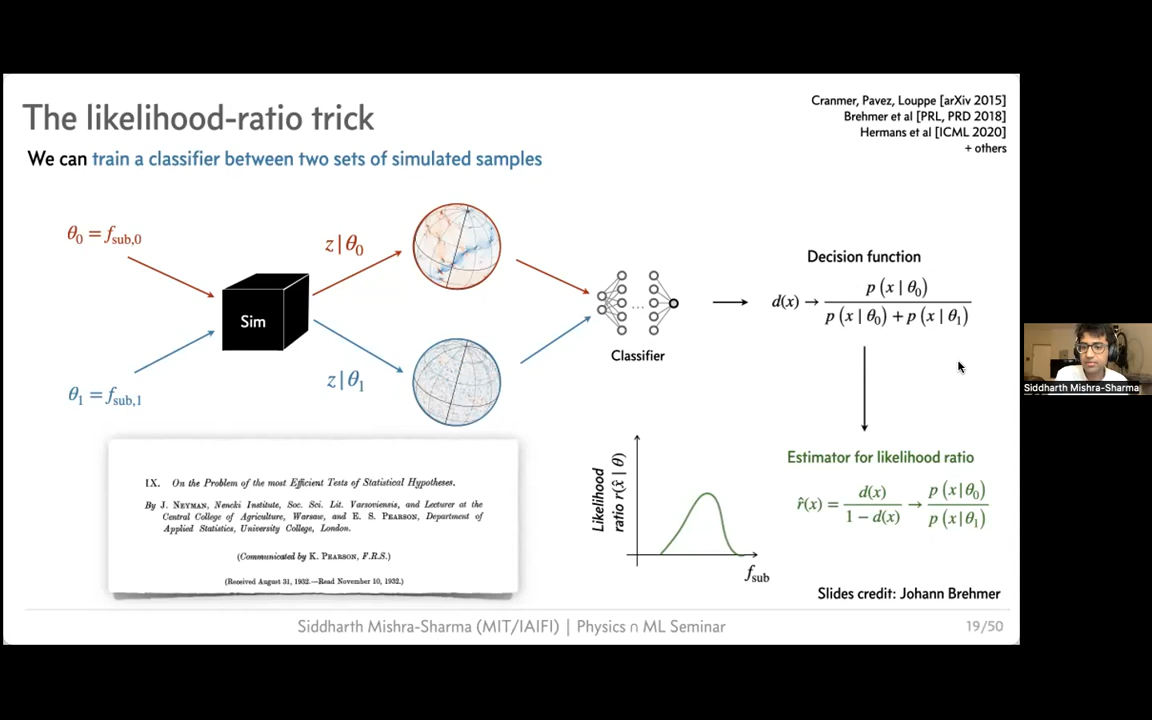 The likelihood-ratio trick
Cranmer, Pavez, Louppe [arXiv 2015]
Brehmer et al [PRL, PRD 2018]
Hermans et al [ICML 2020]
+ others
We can train a classifier between two sets of simulated samples
θ₀ = f_sub,0
z | θ₀
Sim
θ₁ = f_sub,1
z | θ₁
...
Classifier
Decision function
d(x) → p (x | θ₀) / p (x | θ₀) + p (x | θ₁)
Siddharth Mishra-Sharma
IX. On the Problem of the most Efficient Tests of Statistical Hypotheses.
By J. NEYMAN, Nencki Institute, Soc. Sci. Lit. Varsoviensis, and Lecturer at the
Central College of Agriculture, Warsaw, and E. S. PEARSON, Department of
Applied Statistics, University College, London.
(Communicated by K. PEARSON, F.R.S.)
(Received August 31, 1932.—Read November 10, 1932.)
Likelihood
ratio r(x̂ | θ)
f_sub
Estimator for likelihood ratio
r̂(x) = d(x) / 1 − d(x) → p (x|θ₀) / p (x|θ₁)
Slides credit: Johann Brehmer
Siddharth Mishra-Sharma (MIT/IAIFI) | Physics ∩ ML Seminar
19/50